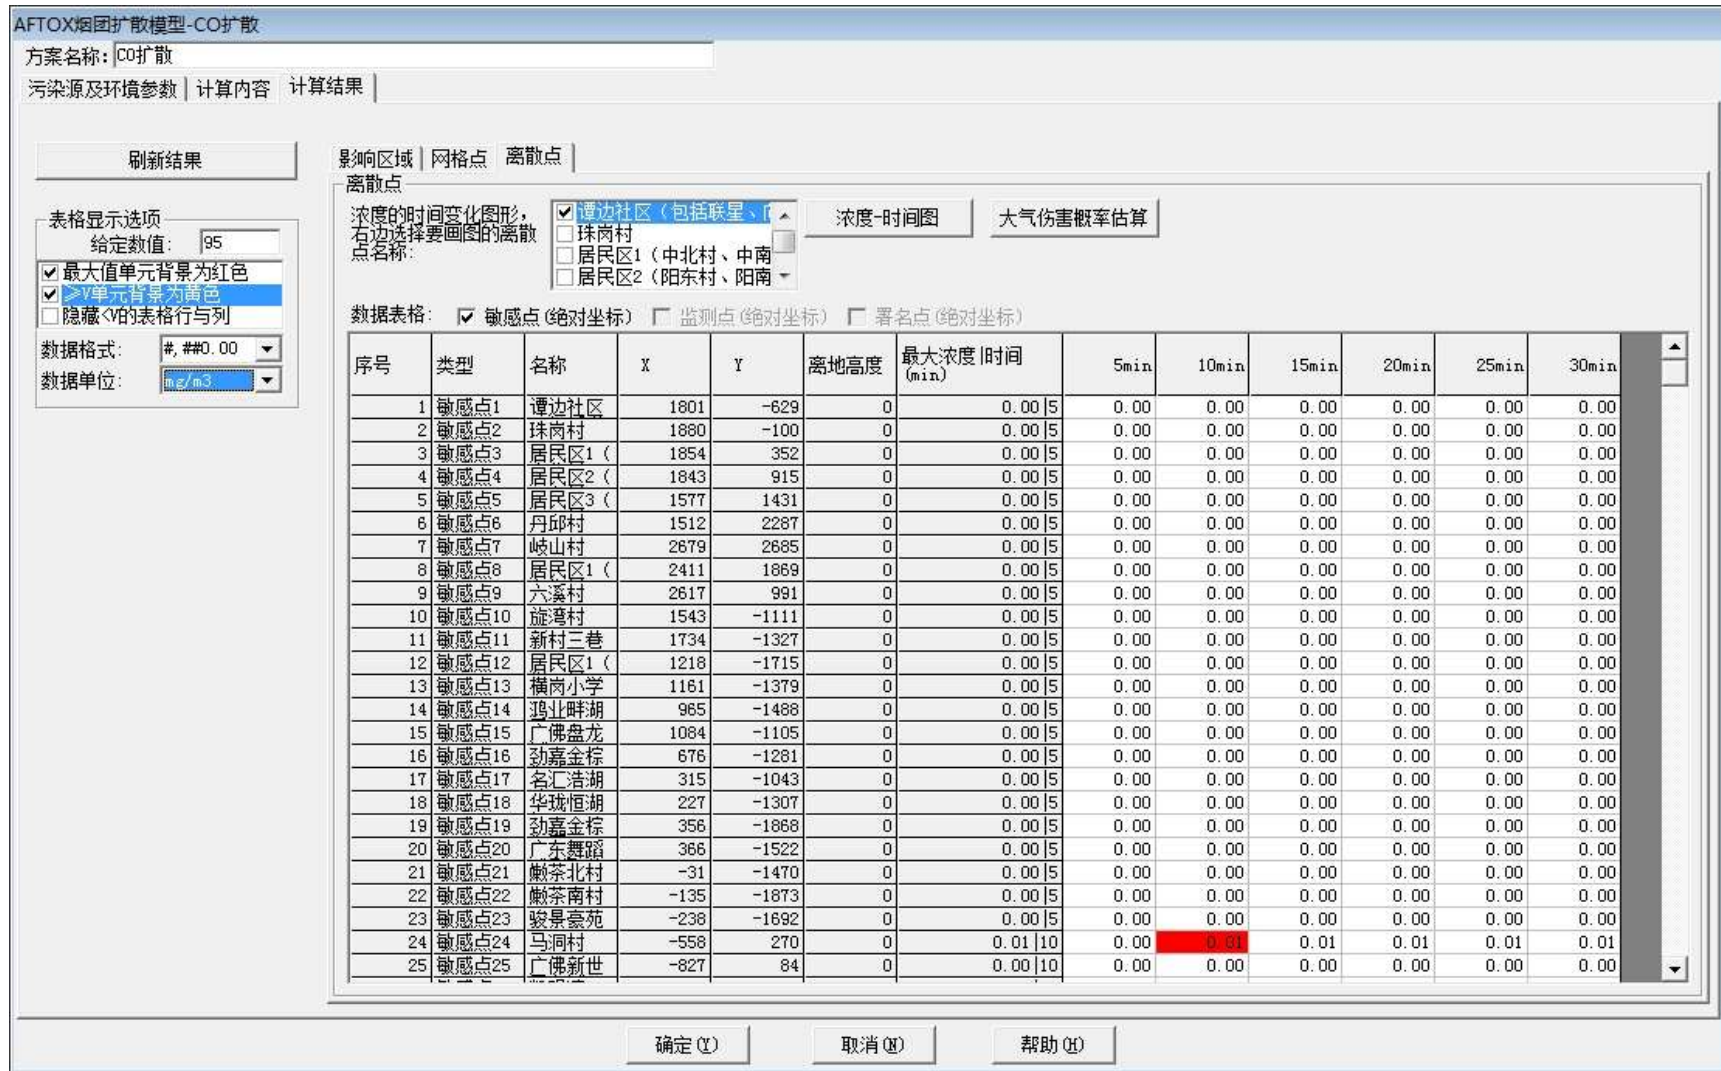 AFTOX烟团扩散模型-CO扩散
方案名称: CO扩散
污染源及环境参数 计算内容 计算结果
刷新结果
表格显示选项
给定数值: 95
最大值单元背景为红色
≥V单元背景为黄色
隐藏<V的表格行与列
数据格式: #,##0.00
数据单位: mg/m3
影响区域 网格点 离散点
离散点
浓度的时间变化图形,
右边选择要画图的离散
点名称:
谭边社区(包括联星、
珠岗村
居民区1(中北村、中南
居民区2(阳东村、阳南
浓度-时间图 大气伤害概率估算
数据表格: 敏感点(绝对坐标) 监测点(绝对坐标) 署名点(绝对坐标)
序号 类型 名称 X Y 离地高度 最大浓度|时间(min) 5min 10min 15min 20min 25min 30min
1 敏感点1 谭边社区 1801 -629 0 0.00|5 0.00 0.00 0.00 0.00 0.00 0.00
2 敏感点2 珠岗村 1880 -100 0 0.00|5 0.00 0.00 0.00 0.00 0.00 0.00
3 敏感点3 居民区1( 1854 352 0 0.00|5 0.00 0.00 0.00 0.00 0.00 0.00
4 敏感点4 居民区2( 1843 915 0 0.00|5 0.00 0.00 0.00 0.00 0.00 0.00
5 敏感点5 居民区3( 1577 1431 0 0.00|5 0.00 0.00 0.00 0.00 0.00 0.00
6 敏感点6 丹邱村 1512 2287 0 0.00|5 0.00 0.00 0.00 0.00 0.00 0.00
7 敏感点7 岐山村 2679 2685 0 0.00|5 0.00 0.00 0.00 0.00 0.00 0.00
8 敏感点8 居民区1( 2411 1869 0 0.00|5 0.00 0.00 0.00 0.00 0.00 0.00
9 敏感点9 六溪村 2617 991 0 0.00|5 0.00 0.00 0.00 0.00 0.00 0.00
10 敏感点10 旋湾村 1543 -1111 0 0.00|5 0.00 0.00 0.00 0.00 0.00 0.00
11 敏感点11 新村三巷 1734 -1327 0 0.00|5 0.00 0.00 0.00 0.00 0.00 0.00
12 敏感点12 居民区1( 1218 -1715 0 0.00|5 0.00 0.00 0.00 0.00 0.00 0.00
13 敏感点13 横岗小学 1161 -1379 0 0.00|5 0.00 0.00 0.00 0.00 0.00 0.00
14 敏感点14 鸿业畔湖 965 -1488 0 0.00|5 0.00 0.00 0.00 0.00 0.00 0.00
15 敏感点15 广佛盘龙 1084 -1105 0 0.00|5 0.00 0.00 0.00 0.00 0.00 0.00
16 敏感点16 劲嘉金棕 676 -1281 0 0.00|5 0.00 0.00 0.00 0.00 0.00 0.00
17 敏感点17 名汇浩湖 315 -1043 0 0.00|5 0.00 0.00 0.00 0.00 0.00 0.00
18 敏感点18 华珑恒湖 227 -1307 0 0.00|5 0.00 0.00 0.00 0.00 0.00 0.00
19 敏感点19 劲嘉金棕 356 -1868 0 0.00|5 0.00 0.00 0.00 0.00 0.00 0.00
20 敏感点20 广东舞蹈 366 -1522 0 0.00|5 0.00 0.00 0.00 0.00 0.00 0.00
21 敏感点21 懒茶北村 -31 -1470 0 0.00|5 0.00 0.00 0.00 0.00 0.00 0.00
22 敏感点22 懒茶南村 -135 -1873 0 0.00|5 0.00 0.00 0.00 0.00 0.00 0.00
23 敏感点23 骏景豪苑 -238 -1692 0 0.00|5 0.00 0.00 0.00 0.00 0.00 0.00
24 敏感点24 马洞村 -558 270 0 0.01|10 0.00 0.01 0.01 0.01 0.01 0.01
25 敏感点25 广佛新世 -827 84 0 0.00|10 0.00 0.00 0.00 0.00 0.00 0.00
确定(Y) 取消(N) 帮助(H)